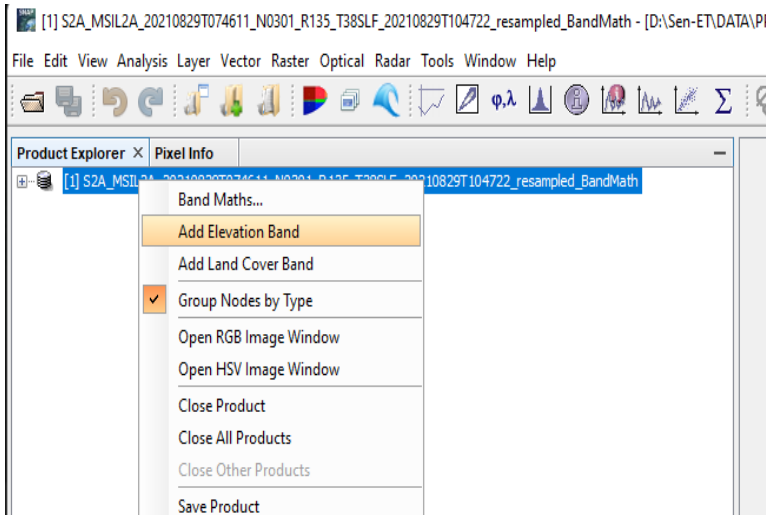 SNAP
[1] S2A_MSIL2A_20210829T074611_N0301_R135_T38SLF_20210829T104722_resampled_BandMath - [D:\Sen-ET\DATA\P
File Edit View Analysis Layer Vector Raster Optical Radar Tools Window Help
φ,λ Σ
Product Explorer × Pixel Info
[1] S2A_MSIL2A_20210829T074611_N0301_R135_T38SLF_20210829T104722_resampled_BandMath
Band Maths...
Add Elevation Band
Add Land Cover Band
Group Nodes by Type
Open RGB Image Window
Open HSV Image Window
Close Product
Close All Products
Close Other Products
Save Product